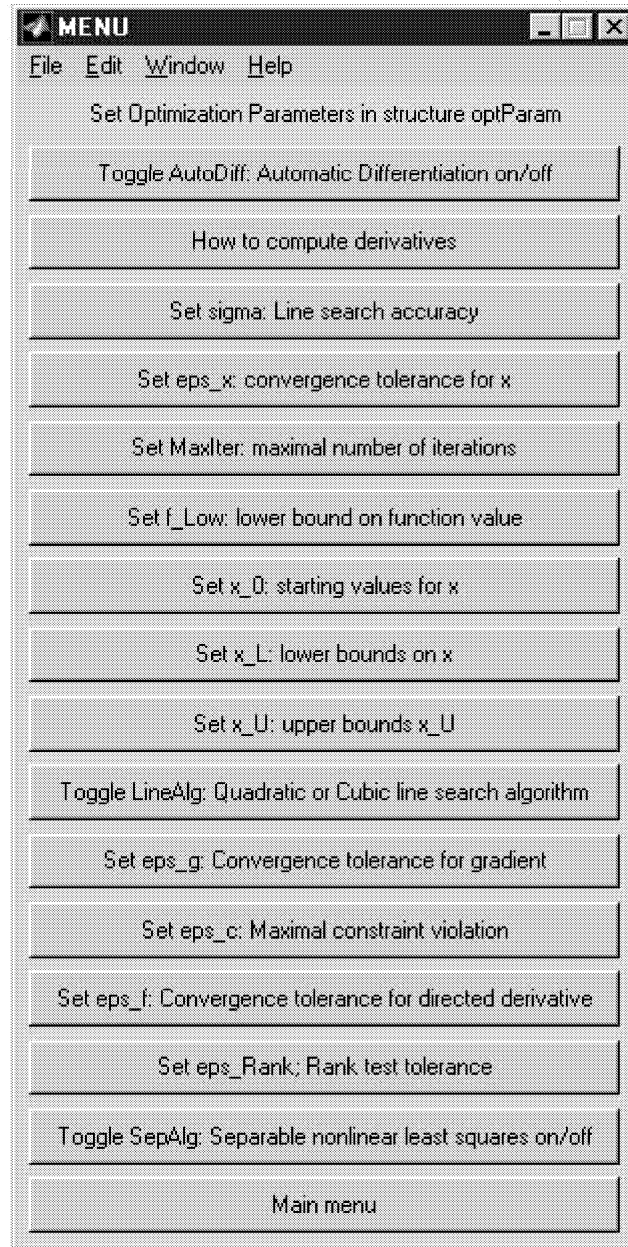 MENU
File Edit Window Help
Set Optimization Parameters in structure optParam
Toggle AutoDiff: Automatic Differentiation on/off
How to compute derivatives
Set sigma: Line search accuracy
Set eps_x: convergence tolerance for x
Set MaxIter: maximal number of iterations
Set f_Low: lower bound on function value
Set x_0: starting values for x
Set x_L: lower bounds on x
Set x_U: upper bounds x_U
Toggle LineAlg: Quadratic or Cubic line search algorithm
Set eps_g: Convergence tolerance for gradient
Set eps_c: Maximal constraint violation
Set eps_f: Convergence tolerance for directed derivative
Set eps_Rank; Rank test tolerance
Toggle SepAlg: Separable nonlinear least squares on/off
Main menu